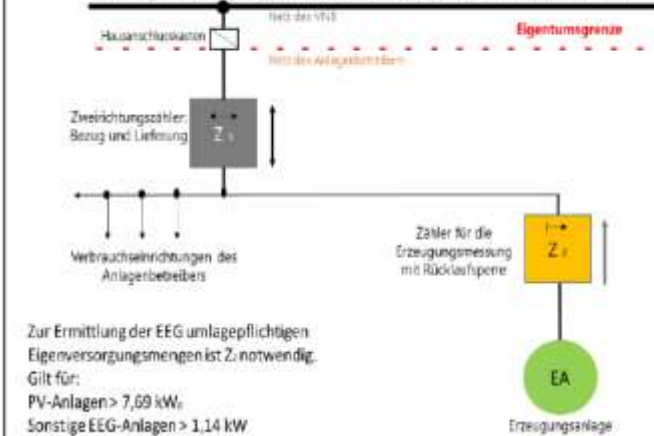 Netz des VNB
Hausanschlusskasten
Eigentumsgrenze
Netz des Anlagenbetreibers
Zweirichtungszähler:
Bezug und Lieferung
Z 1
Zähler für die
Erzeugungsmessung
mit Rücklaufsperre
Z 2
Verbrauchseinrichtungen des
Anlagenbetreibers
Zur Ermittlung der EEG umlagepflichtigen
Eigenversorgungsmengen ist Z₂ notwendig.
Gilt für:
PV-Anlagen > 7,69 kWₚ
Sonstige EEG-Anlagen > 1,14 kW
EA
Erzeugungsanlage